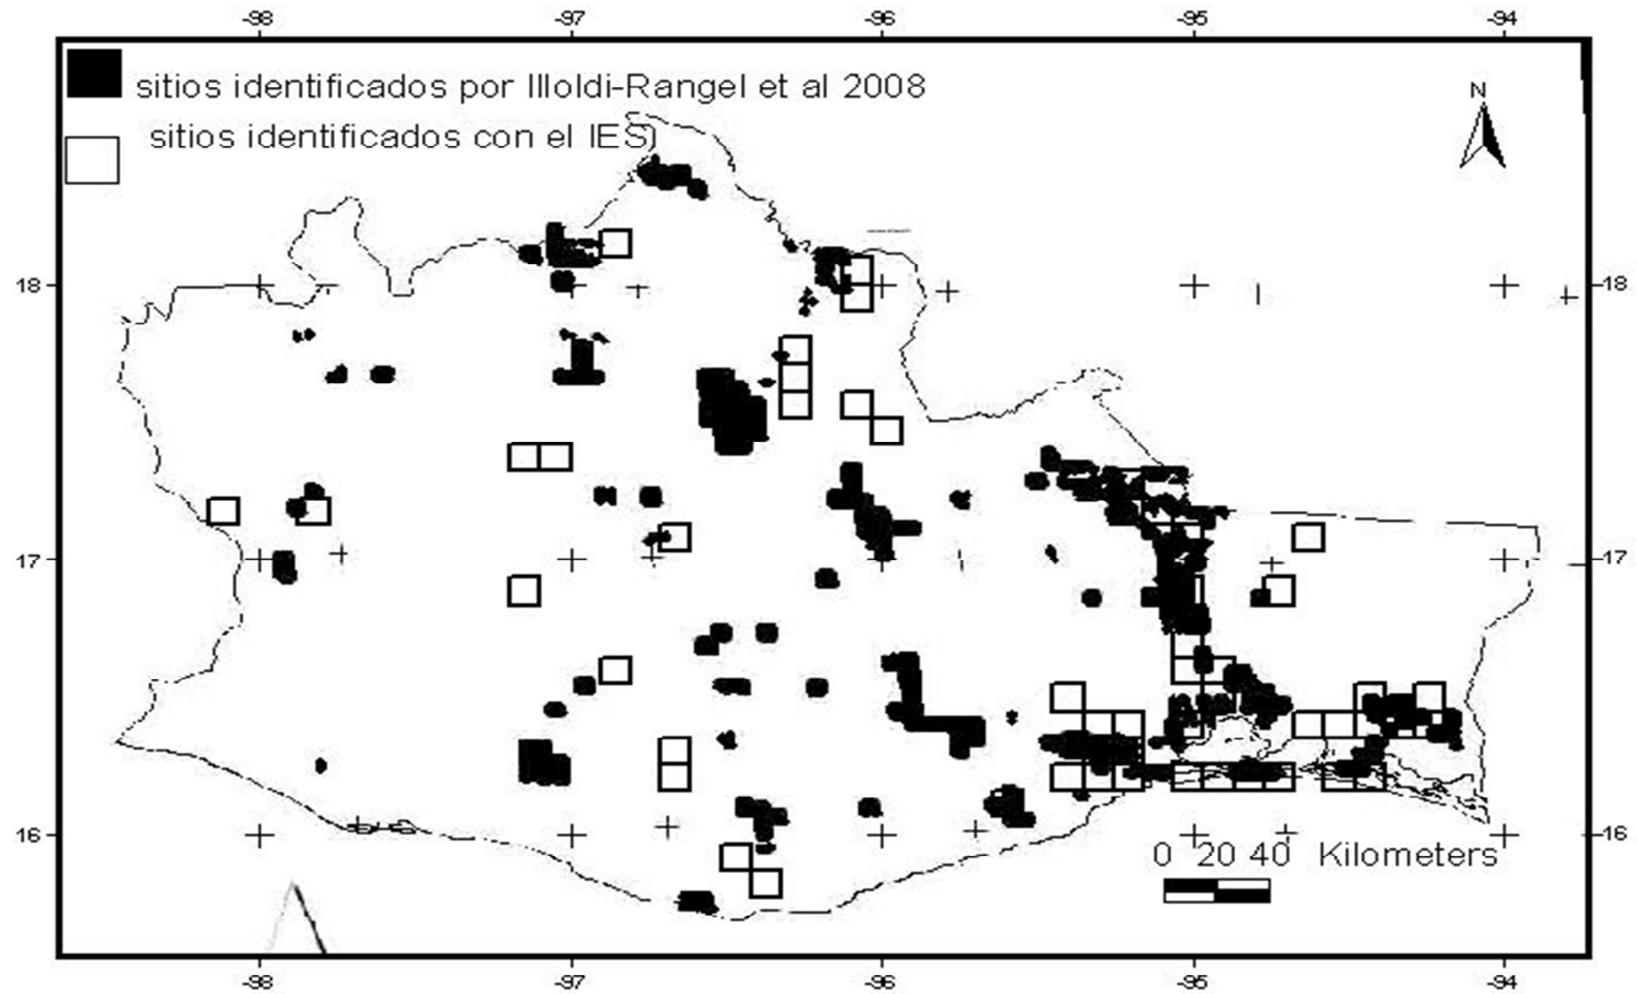 -98 -97 -96 -95 -94
sitios identificados por Illoldi-Rangel et al 2008
N
sitios identificados con el IES)
18 18
17 17
16 16
0 20 40 Kilometers
-98 -97 -96 -95 -94